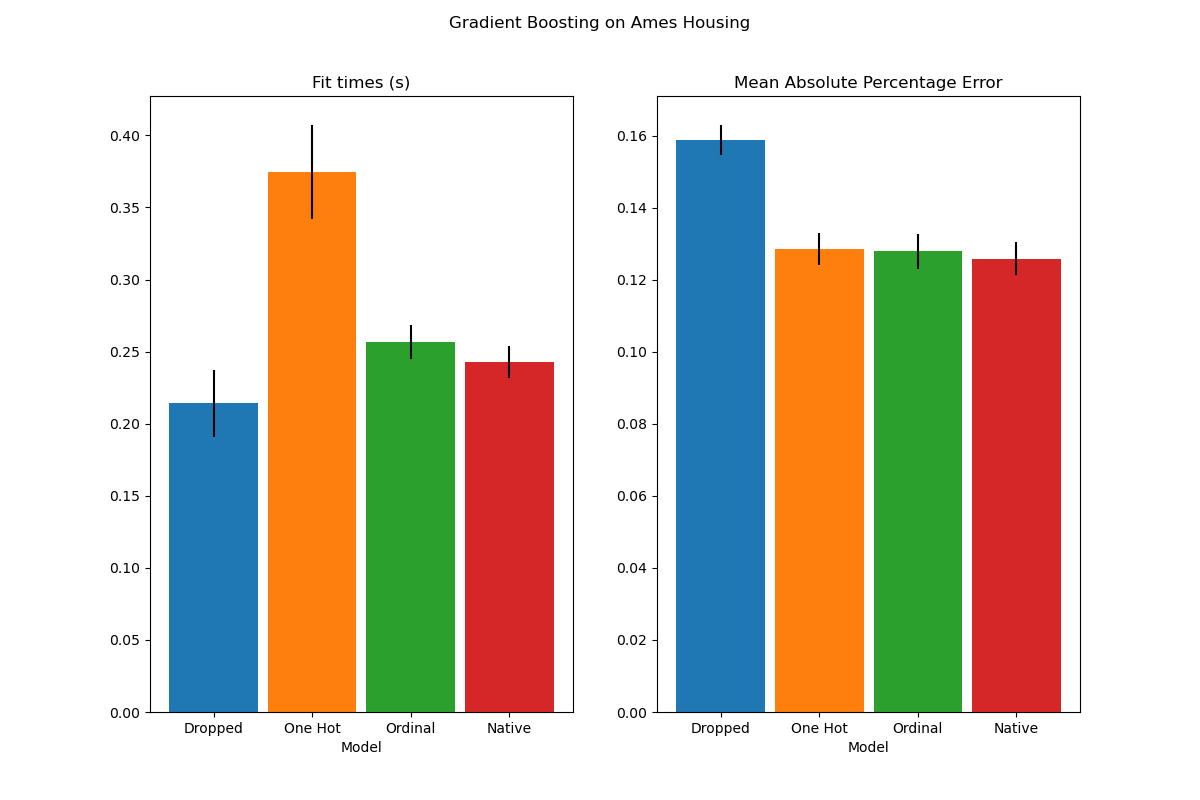 Gradient Boosting on Ames Housing
Fit times (s)
0.40
0.35
0.30
0.25
0.20
0.15
0.10
0.05
0.00
Dropped One Hot Ordinal Native
Model
Mean Absolute Percentage Error
0.16
0.14
0.12
0.10
0.08
0.06
0.04
0.02
0.00
Dropped One Hot Ordinal Native
Model